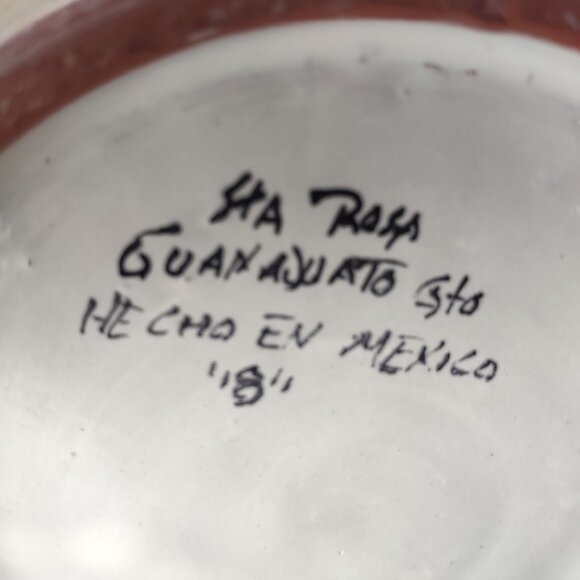 STA ROSA
GUANAJUATO Gto
HECHO EN MEXICO
"8"